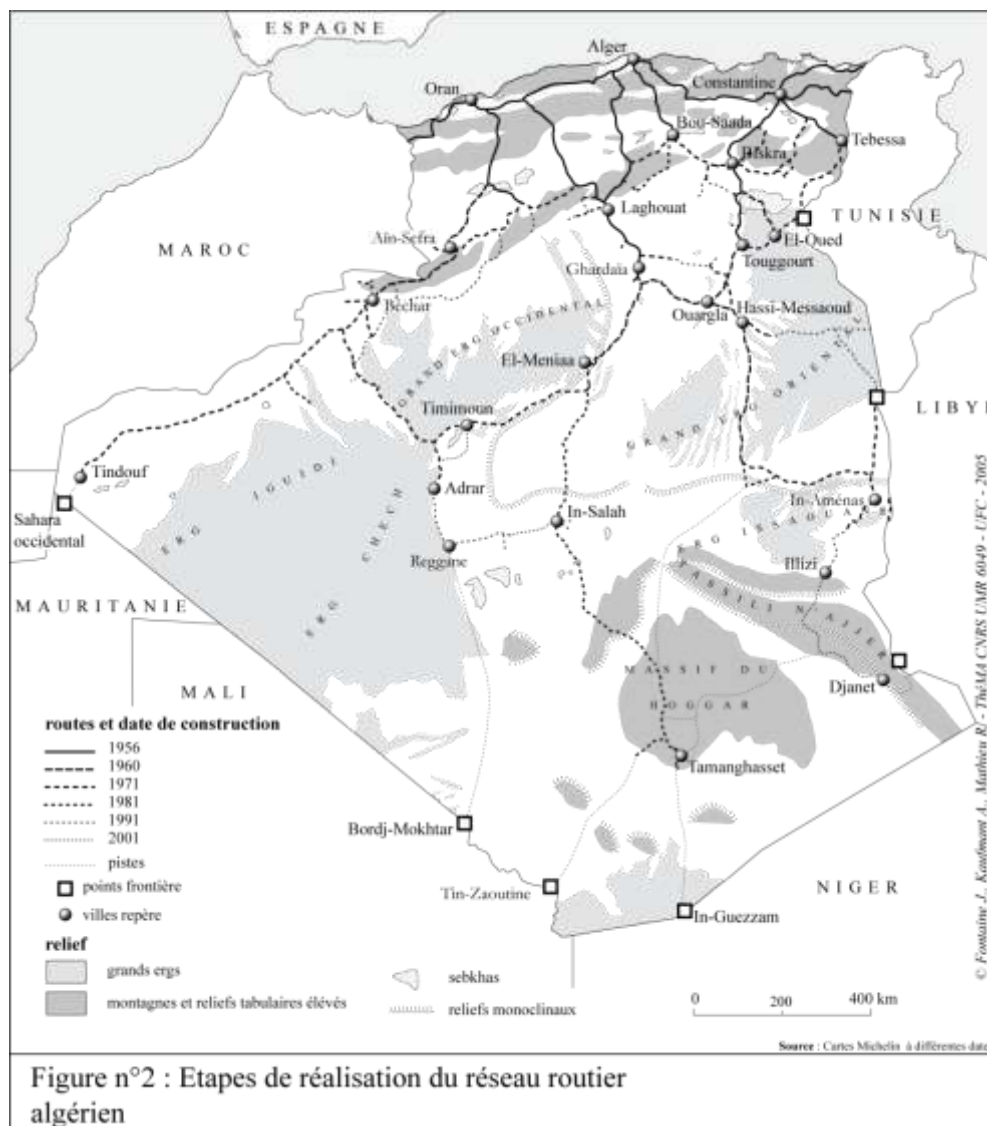 ESPAGNE
Alger
Oran
Constantine
Bou-Saada
Tebessa
Biskra
TUNISIE
Laghouat
MAROC
Aïn-Sefra
El-Oued
Touggourt
Ghardaïa
Béchar
Ouargla
Hassi-Messaoud
GRAND ERG OCCIDENTAL
El-Meniaa
GRAND ERG ORIENTAL
LIBYE
Timimoun
Tindouf
ERG IGUIDI
Adrar
In-Aménas
Sahara
occidental
ERG CHECH
In-Salah
ERG ISSAOUANE
Reggane
Illizi
MAURITANIE
TASSILI N AJJER
MALI
MASSIF DU
HOGGAR
Djanet
Tamanghasset
routes et date de construction
1956
1960
1971
1981
1991
2001
pistes
points frontière
villes repère
Bordj-Mokhtar
Tin-Zaoutine
NIGER
In-Guezzam
relief
grands ergs
montagnes et reliefs tabulaires élévés
sebkhas
reliefs monoclinaux
0 200 400 km
© Fontaine J., Kaufmant A., Mathieu R. - ThéMA CNRS UMR 6049 - UFC - 2005
Source : Cartes Michelin à différentes date
Figure n°2 : Etapes de réalisation du réseau routier
algérien